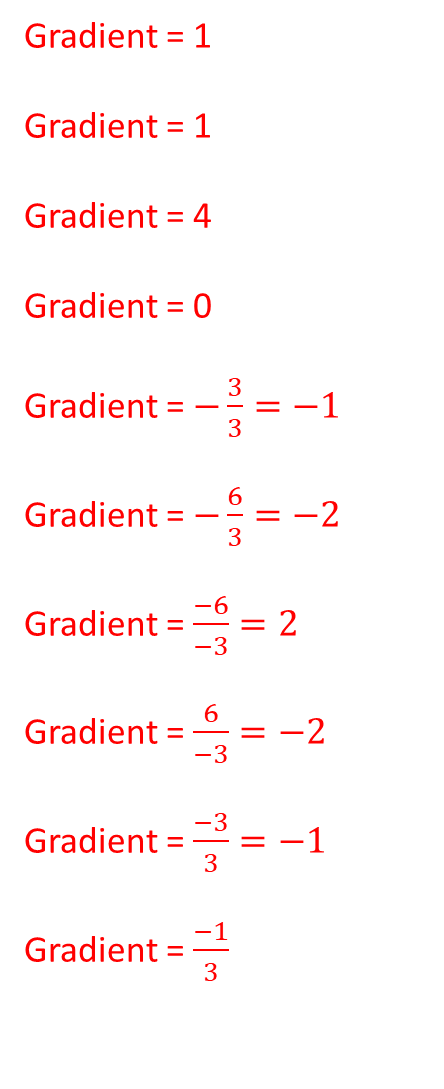 Gradient = 1
Gradient = 1
Gradient = 4
Gradient = 0
Gradient = −3/3 = −1
Gradient = −6/3 = −2
Gradient = −6/−3 = 2
Gradient = 6/−3 = −2
Gradient = −3/3 = −1
Gradient = −1/3